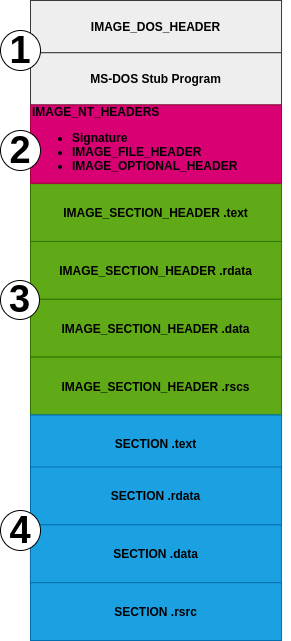 1
IMAGE_DOS_HEADER
MS-DOS Stub Program
2
IMAGE_NT_HEADERS
• Signature
• IMAGE_FILE_HEADER
• IMAGE_OPTIONAL_HEADER
3
IMAGE_SECTION_HEADER .text
IMAGE_SECTION_HEADER .rdata
IMAGE_SECTION_HEADER .data
IMAGE_SECTION_HEADER .rscs
4
SECTION .text
SECTION .rdata
SECTION .data
SECTION .rsrc